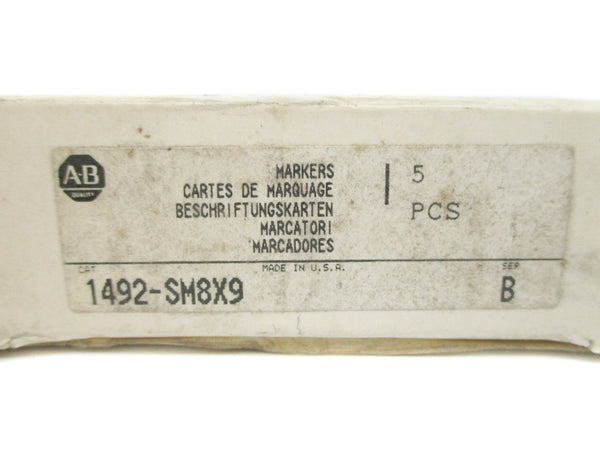 A-B
QUALITY
MARKERS
CARTES DE MARQUAGE
BESCHRIFTUNGSKARTEN
MARCATORI
MARCADORES
5
PCS
CAT
MADE IN U.S.A.
SER
1492-SM8X9
B